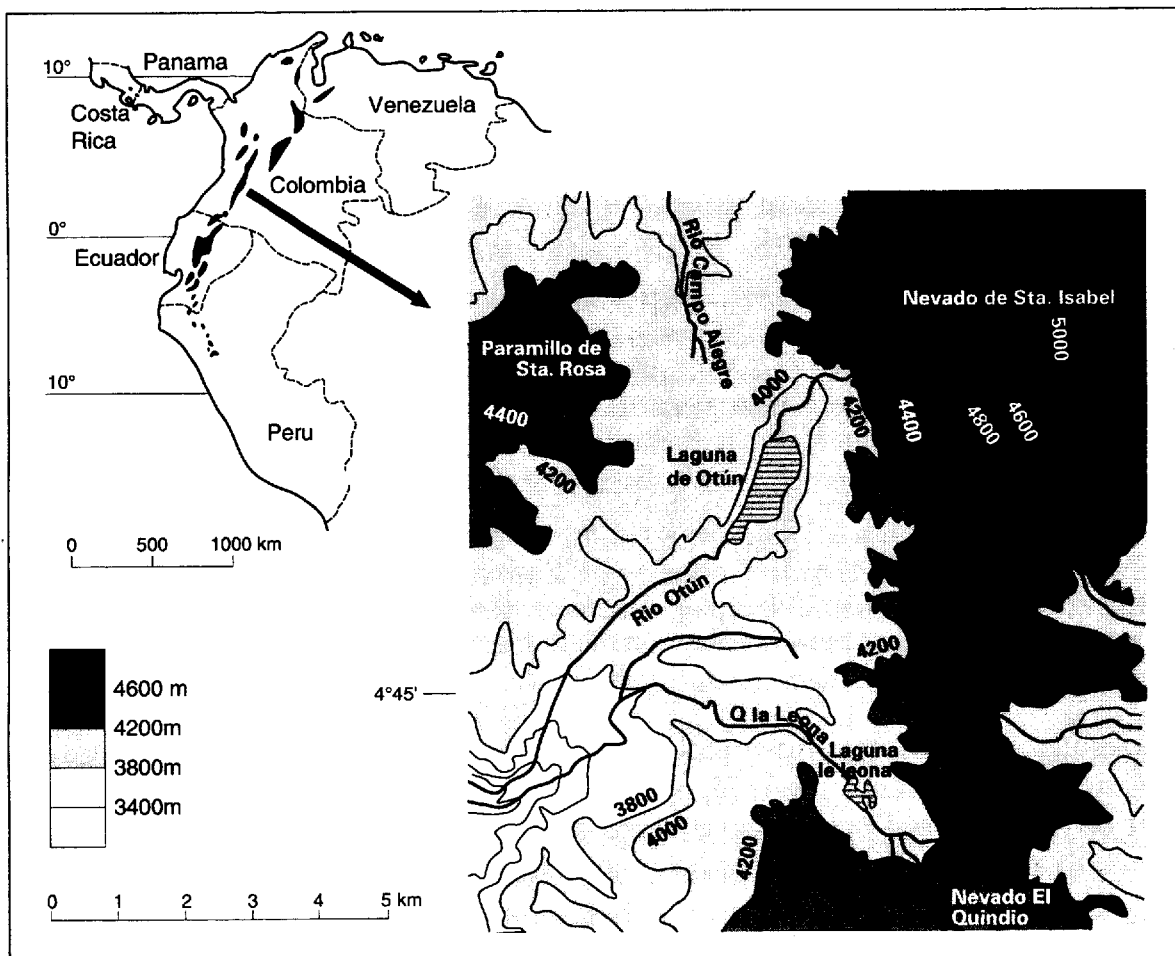 10°
Panama
Costa
Rica
Venezuela
Colombia
0°
Ecuador
10°
Peru
0 500 1000 km
4600 m
4200m
3800m
3400m
0 1 2 3 4 5 km
4°45'
Rio Campo Alegre
Nevado de Sta. Isabel
5000
Paramillo de
Sta. Rosa
4400
4200
4000
4200
4400
4800
4600
Laguna
de Otún
Rio Otún
4200
Q la Leona
Laguna
le leona
3800
4000
4200
Nevado El
Quindio